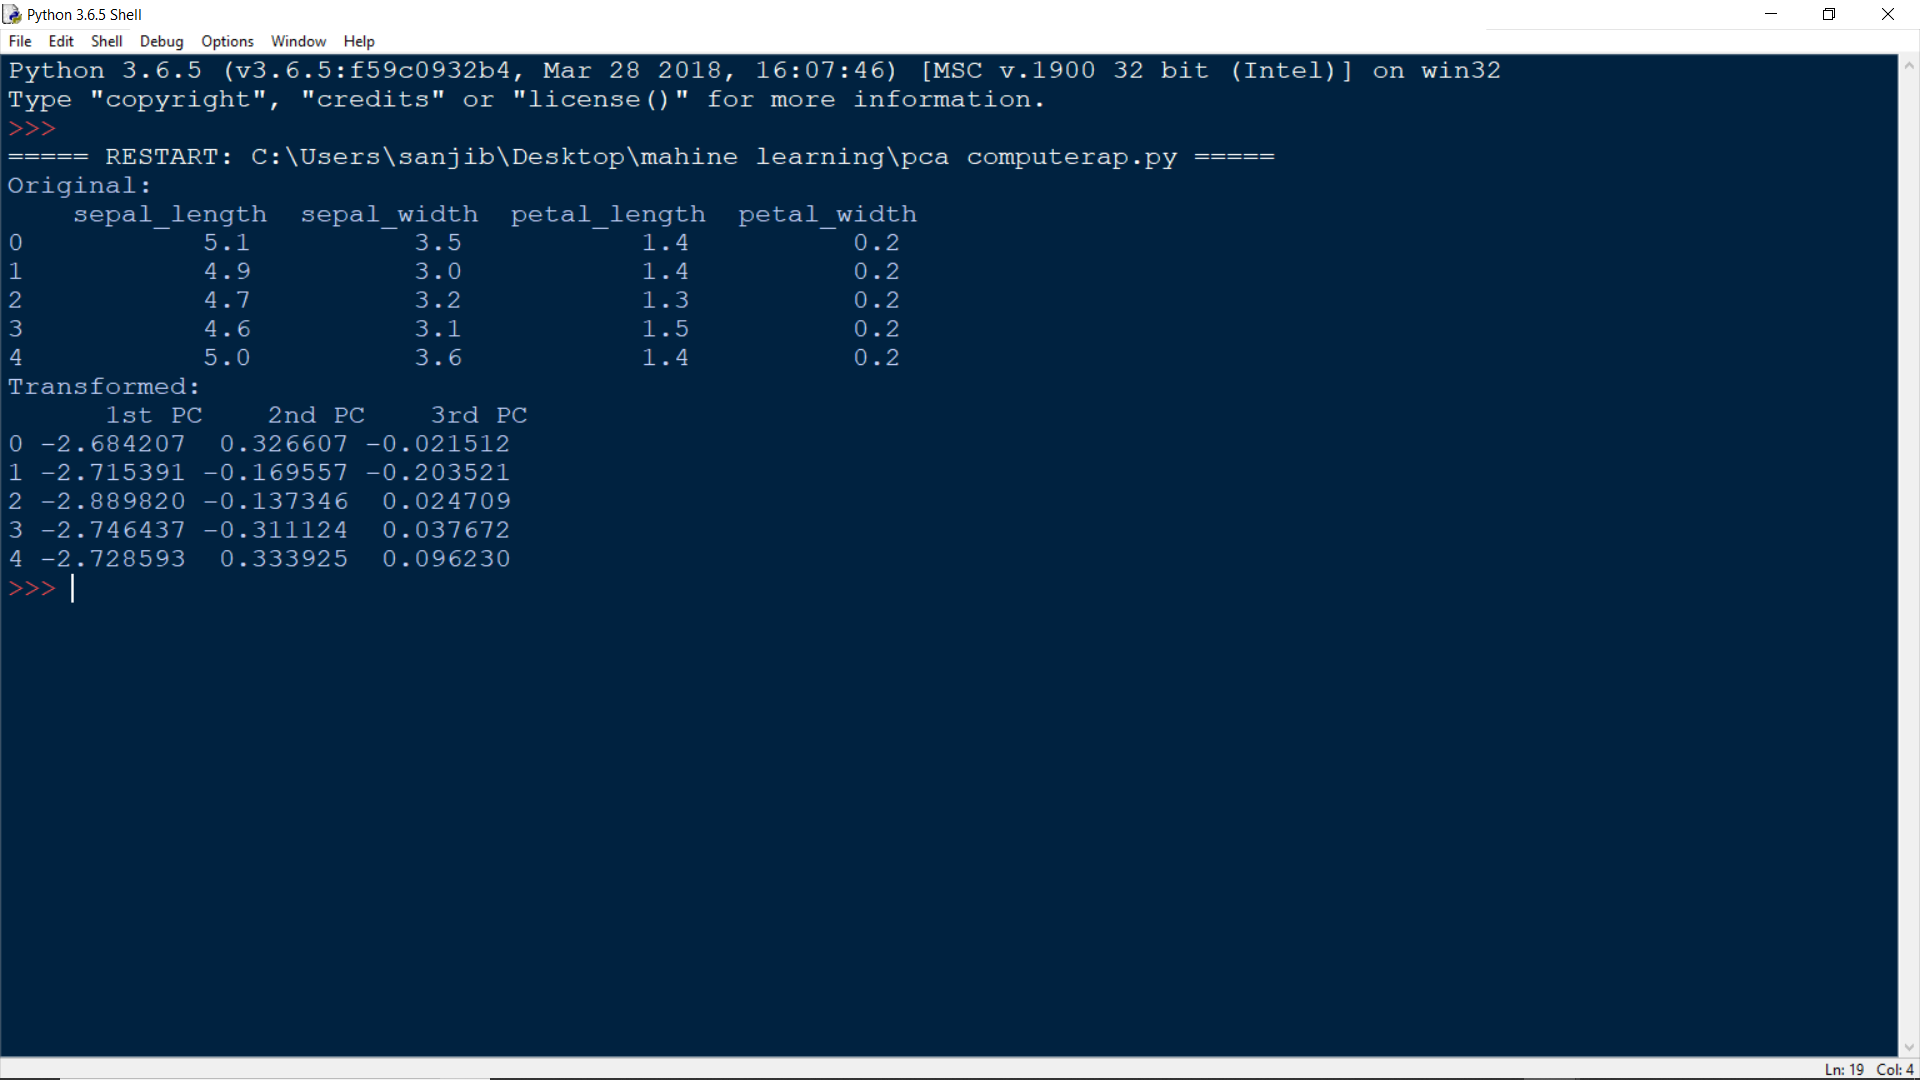 Python 3.6.5 Shell
File Edit Shell Debug Options Window Help
Python 3.6.5 (v3.6.5:f59c0932b4, Mar 28 2018, 16:07:46) [MSC v.1900 32 bit (Intel)] on win32
Type "copyright", "credits" or "license()" for more information.
>>>
===== RESTART: C:\Users\sanjib\Desktop\mahine learning\pca computerap.py =====
Original:
    sepal_length  sepal_width  petal_length  petal_width
0           5.1          3.5           1.4          0.2
1           4.9          3.0           1.4          0.2
2           4.7          3.2           1.3          0.2
3           4.6          3.1           1.5          0.2
4           5.0          3.6           1.4          0.2
Transformed:
      1st PC    2nd PC    3rd PC
0 -2.684207  0.326607 -0.021512
1 -2.715391 -0.169557 -0.203521
2 -2.889820 -0.137346  0.024709
3 -2.746437 -0.311124  0.037672
4 -2.728593  0.333925  0.096230
>>>
Ln: 19 Col: 4